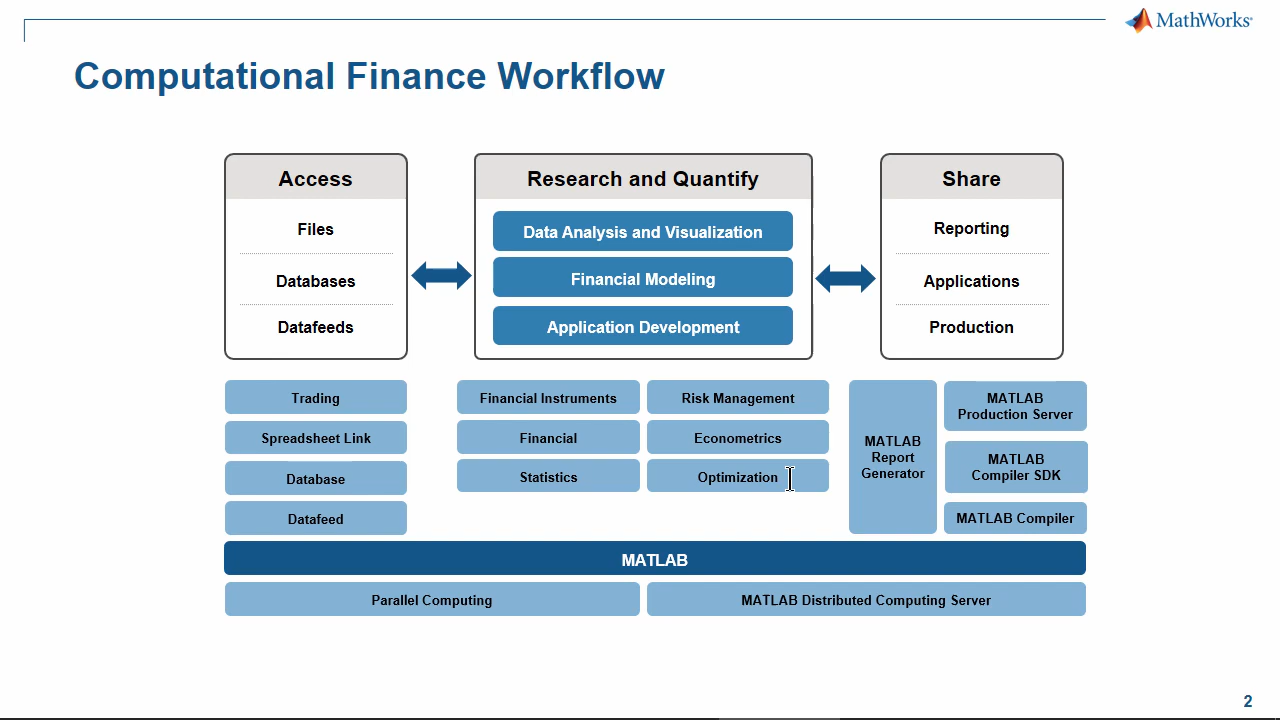 MathWorks
Computational Finance Workflow
Access
Files
Databases
Datafeeds
Research and Quantify
Data Analysis and Visualization
Financial Modeling
Application Development
Share
Reporting
Applications
Production
Trading
Spreadsheet Link
Database
Datafeed
Financial Instruments
Financial
Statistics
Risk Management
Econometrics
Optimization
MATLAB
Report
Generator
MATLAB
Production Server
MATLAB
Compiler SDK
MATLAB Compiler
MATLAB
Parallel Computing
MATLAB Distributed Computing Server
2